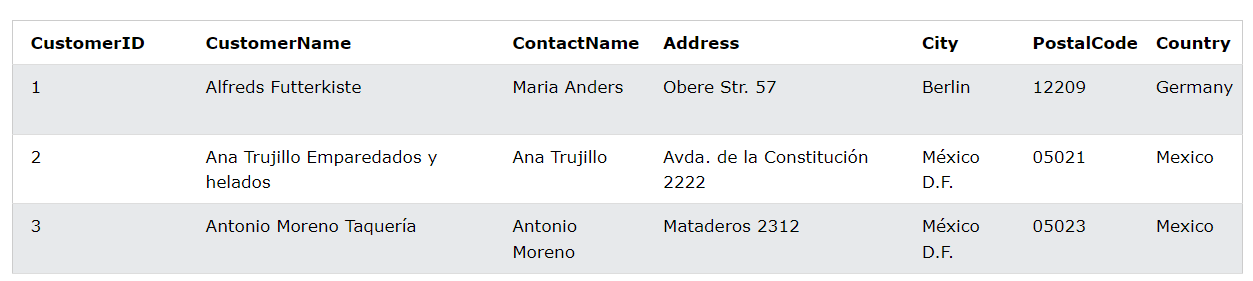 CustomerID CustomerName ContactName Address City PostalCode Country
1 Alfreds Futterkiste Maria Anders Obere Str. 57 Berlin 12209 Germany
2 Ana Trujillo Emparedados y Ana Trujillo Avda. de la Constitución México 05021 Mexico
helados 2222 D.F.
3 Antonio Moreno Taquería Antonio Mataderos 2312 México 05023 Mexico
Moreno D.F.